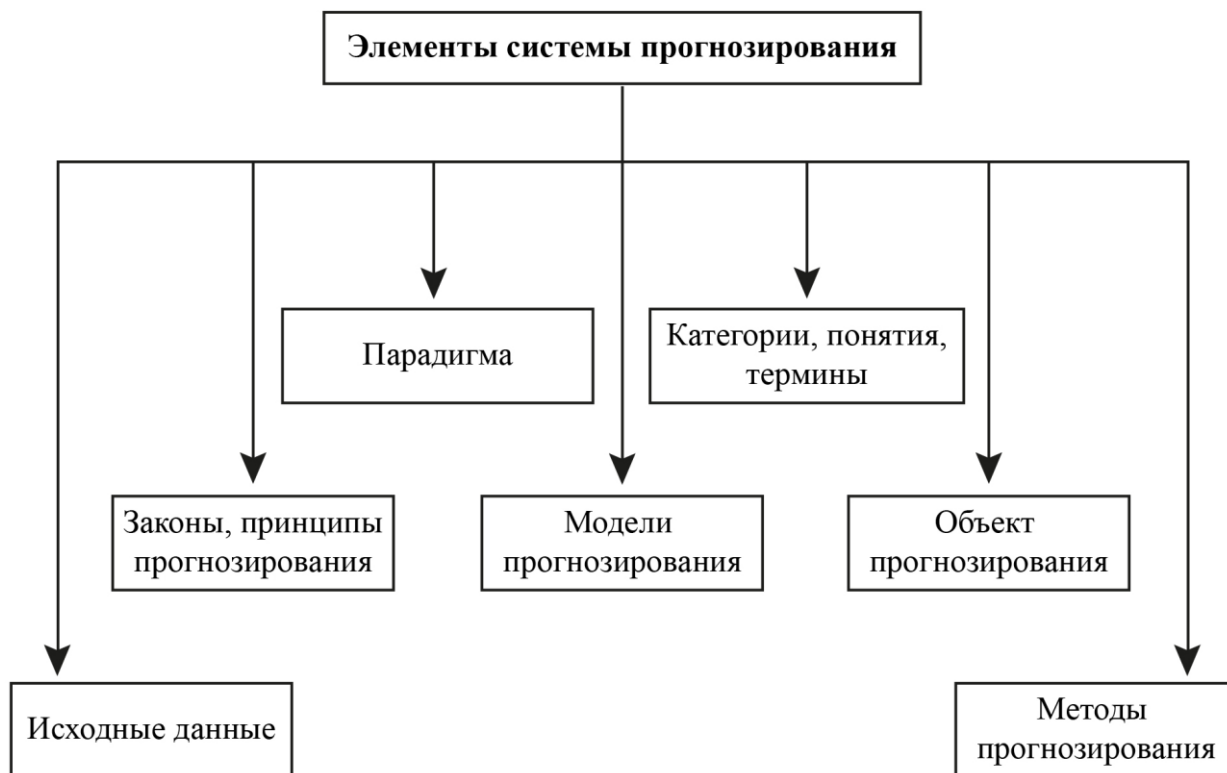 Элементы системы прогнозирования
Парадигма
Категории, понятия,
термины
Законы, принципы
прогнозирования
Модели
прогнозирования
Объект
прогнозирования
Исходные данные
Методы
прогнозирования